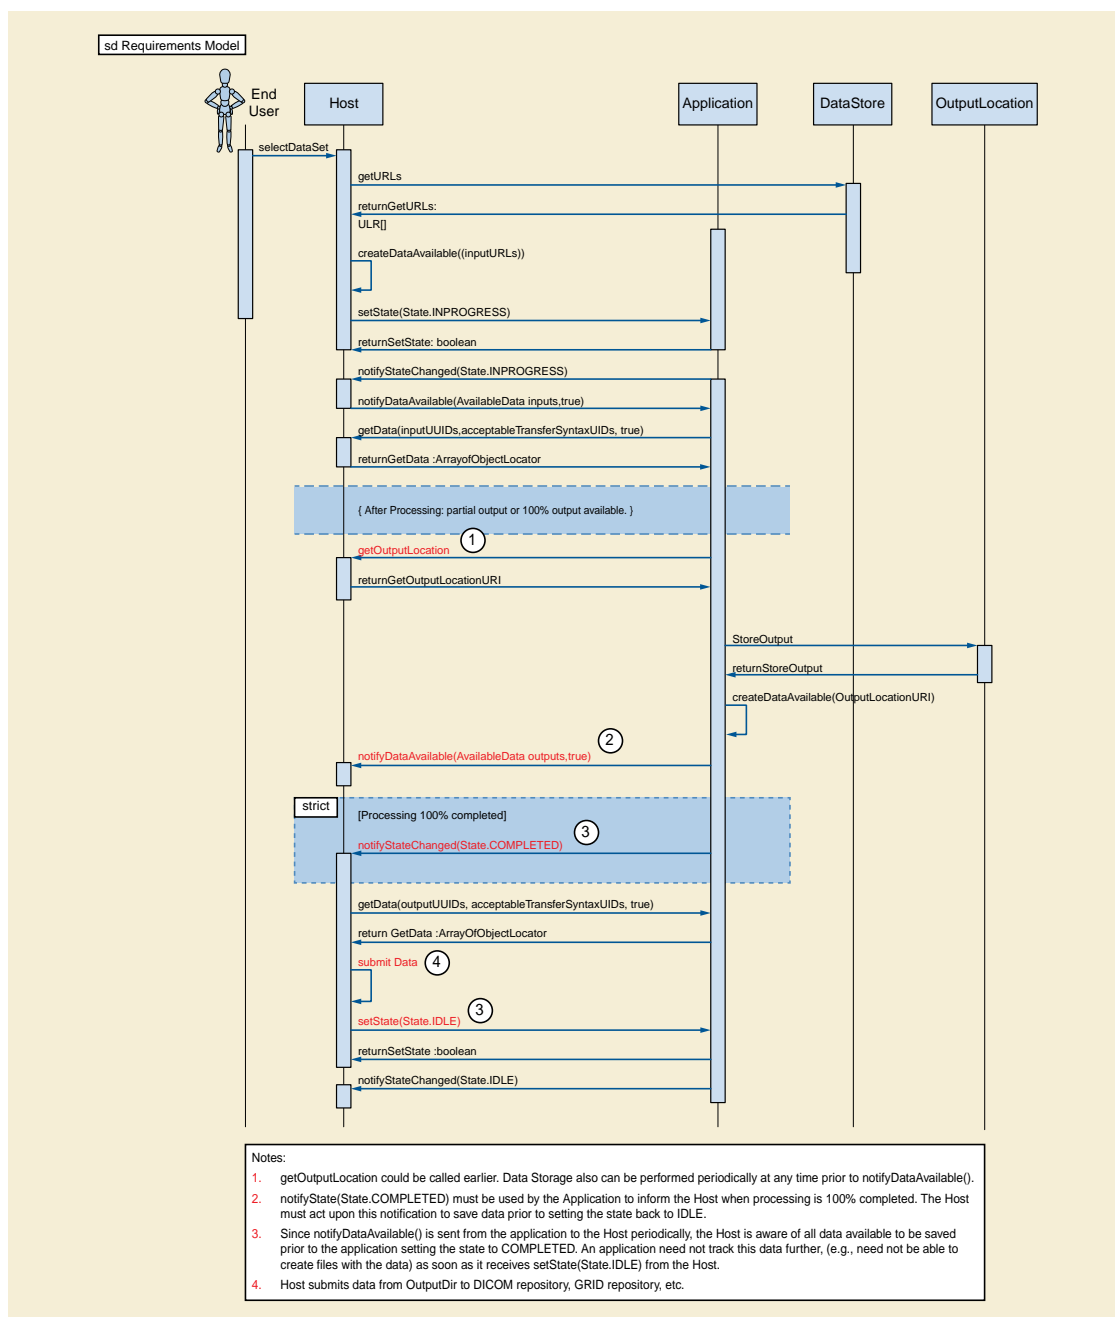 sd Requirements Model
End
User
Host
Application
DataStore
OutputLocation
selectDataSet
getURLs
returnGetURLs:
ULR[]
createDataAvailable((inputURLs))
setState(State.INPROGRESS)
returnSetState: boolean
notifyStateChanged(State.INPROGRESS)
notifyDataAvailable(AvailableData inputs,true)
getData(inputUUIDs,acceptableTransferSyntaxUIDs, true)
returnGetData :ArrayofObjectLocator
{ After Processing: partial output or 100% output available. }
1
getOutputLocation
returnGetOutputLocationURI
StoreOutput
returnStoreOutput
createDataAvailable(OutputLocationURI)
2
notifyDataAvailable(AvailableData outputs,true)
strict
[Processing 100% completed]
3
notifyStateChanged(State.COMPLETED)
getData(outputUUIDs, acceptableTransferSyntaxUIDs, true)
return GetData :ArrayOfObjectLocator
submit Data
4
3
setState(State.IDLE)
returnSetState :boolean
notifyStateChanged(State.IDLE)
Notes:
1. getOutputLocation could be called earlier. Data Storage also can be performed periodically at any time prior to notifyDataAvailable().
2. notifyState(State.COMPLETED) must be used by the Application to inform the Host when processing is 100% completed. The Host
must act upon this notification to save data prior to setting the state back to IDLE.
3. Since notifyDataAvailable() is sent from the application to the Host periodically, the Host is aware of all data available to be saved
prior to the application setting the state to COMPLETED. An application need not track this data further, (e.g., need not be able to
create files with the data) as soon as it receives setState(State.IDLE) from the Host.
4. Host submits data from OutputDir to DICOM repository, GRID repository, etc.